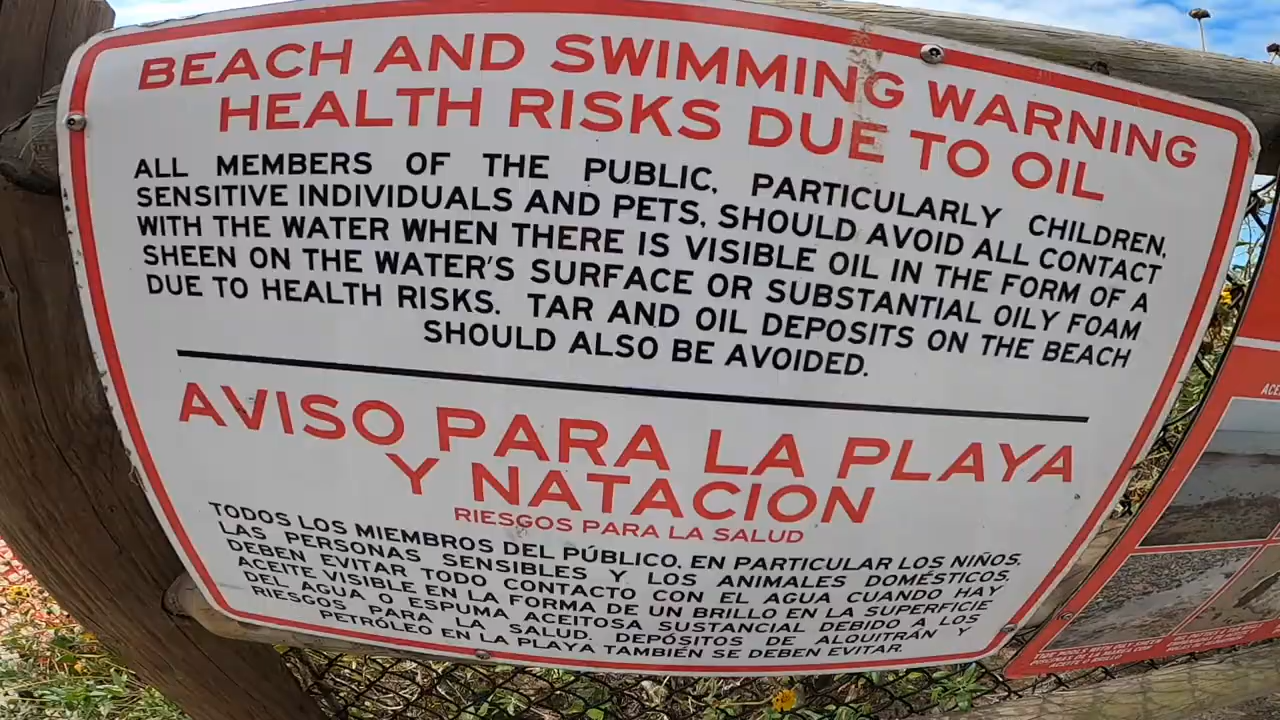 BEACH AND SWIMMING WARNING
HEALTH RISKS DUE TO OIL
ALL MEMBERS OF THE PUBLIC, PARTICULARLY CHILDREN,
SENSITIVE INDIVIDUALS AND PETS, SHOULD AVOID ALL CONTACT
WITH THE WATER WHEN THERE IS VISIBLE OIL IN THE FORM OF A
SHEEN ON THE WATER'S SURFACE OR SUBSTANTIAL OILY FOAM
DUE TO HEALTH RISKS. TAR AND OIL DEPOSITS ON THE BEACH
SHOULD ALSO BE AVOIDED.
AVISO PARA LA PLAYA
Y NATACION
RIESGOS PARA LA SALUD
TODOS LOS MIEMBROS DEL PÚBLICO, EN PARTICULAR LOS NIÑOS,
LAS PERSONAS SENSIBLES Y LOS ANIMALES DOMÉSTICOS,
DEBEN EVITAR TODO CONTACTO CON EL AGUA CUANDO HAY
ACEITE VISIBLE EN LA FORMA DE UN BRILLO EN LA SUPERFICIE
DEL AGUA O ESPUMA ACEITOSA SUSTANCIAL DEBIDO A LOS
RIESGOS PARA LA SALUD. DEPÓSITOS DE ALQUITRÁN Y
PETRÓLEO EN LA PLAYA TAMBIÉN SE DEBEN EVITAR.